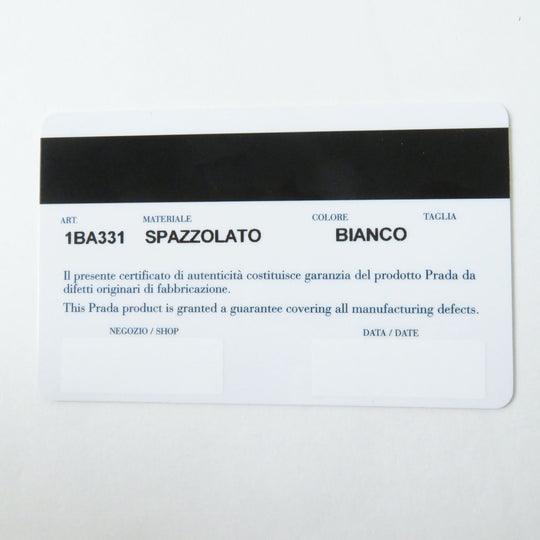 ART. MATERIALE COLORE TAGLIA
1BA331 SPAZZOLATO BIANCO
Il presente certificato di autenticità costituisce garanzia del prodotto Prada da
difetti originari di fabbricazione.
This Prada product is granted a guarantee covering all manufacturing defects.
NEGOZIO / SHOP DATA / DATE